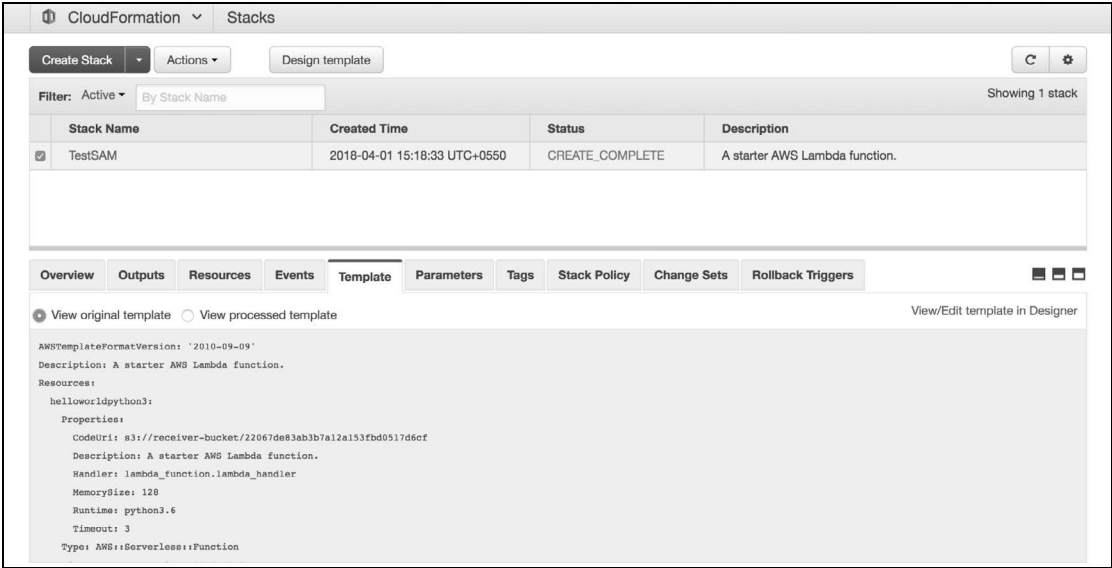 CloudFormation Stacks
Create Stack Actions Design template
Filter: Active By Stack Name Showing 1 stack
Stack Name Created Time Status Description
TestSAM 2018-04-01 15:18:33 UTC+0550 CREATE_COMPLETE A starter AWS Lambda function.
Overview Outputs Resources Events Template Parameters Tags Stack Policy Change Sets Rollback Triggers
View original template View processed template View/Edit template in Designer
AWSTemplateFormatVersion: '2010-09-09'
Description: A starter AWS Lambda function.
Resources:
helloworldpython3:
Properties:
CodeUri: s3://receiver-bucket/22067de83ab3b7a12a153fbd0517d6cf
Description: A starter AWS Lambda function.
Handler: lambda_function.lambda_handler
MemorySize: 128
Runtime: python3.6
Timeout: 3
Type: AWS::Serverless::Function